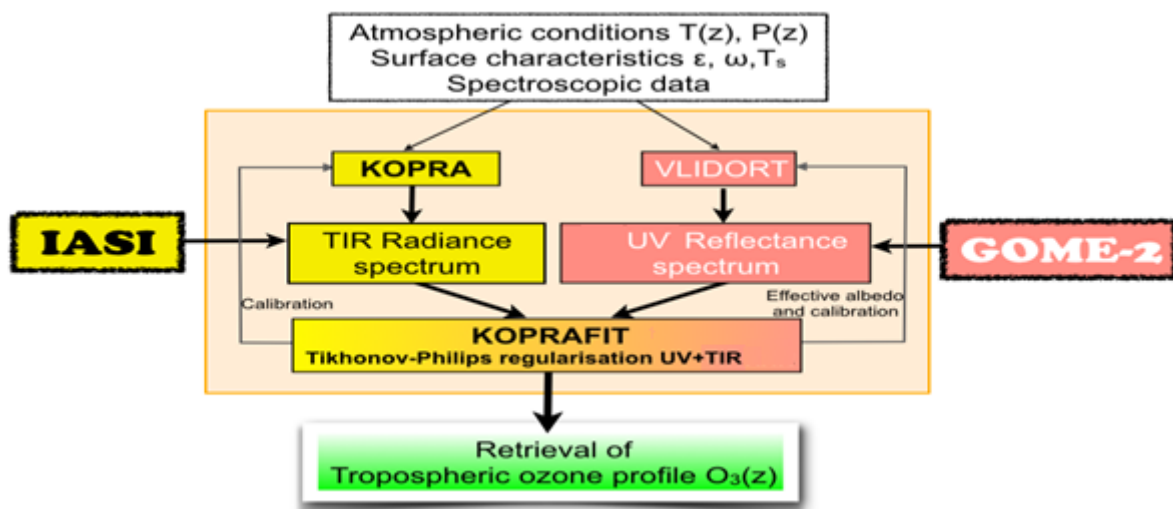 Atmospheric conditions T(z), P(z)
Surface characteristics ε, ω,Tₛ
Spectroscopic data
KOPRA
VLIDORT
IASI
TIR Radiance
spectrum
UV Reflectance
spectrum
GOME-2
Calibration
Effective albedo
and calibration
KOPRAFIT
Tikhonov-Philips regularisation UV+TIR
Retrieval of
Tropospheric ozone profile O₃(z)